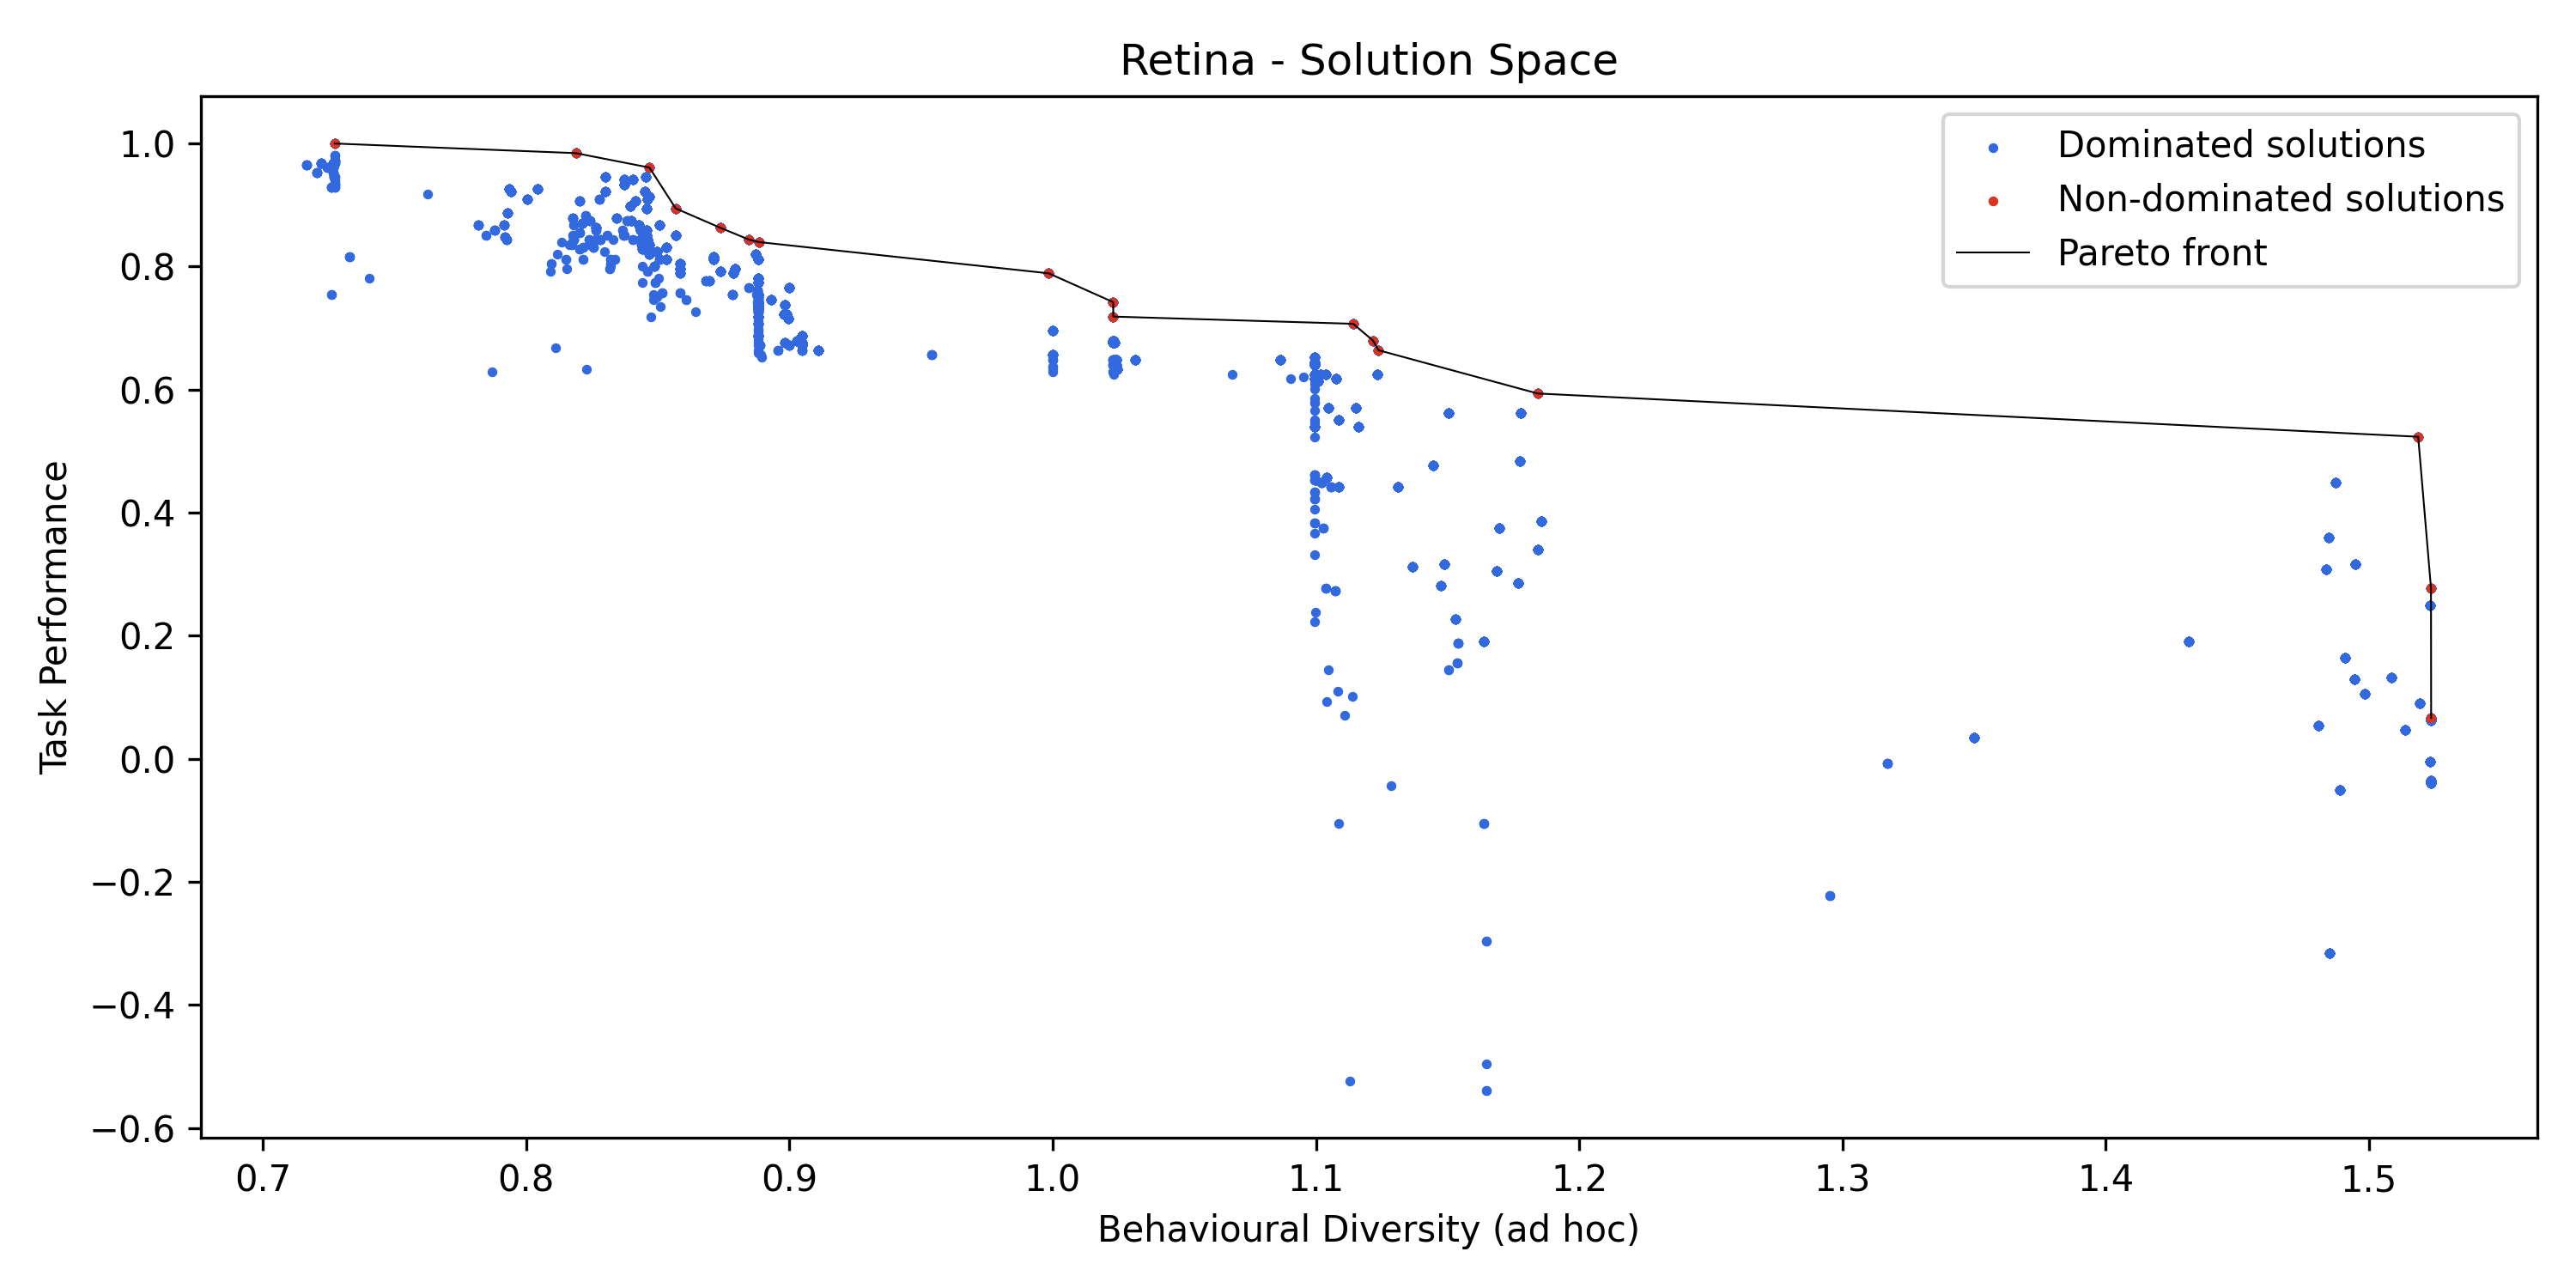 Retina - Solution Space
Dominated solutions
Non-dominated solutions
Pareto front
Task Performance
1.0
0.8
0.6
0.4
0.2
0.0
−0.2
−0.4
−0.6
0.7 0.8 0.9 1.0 1.1 1.2 1.3 1.4 1.5
Behavioural Diversity (ad hoc)